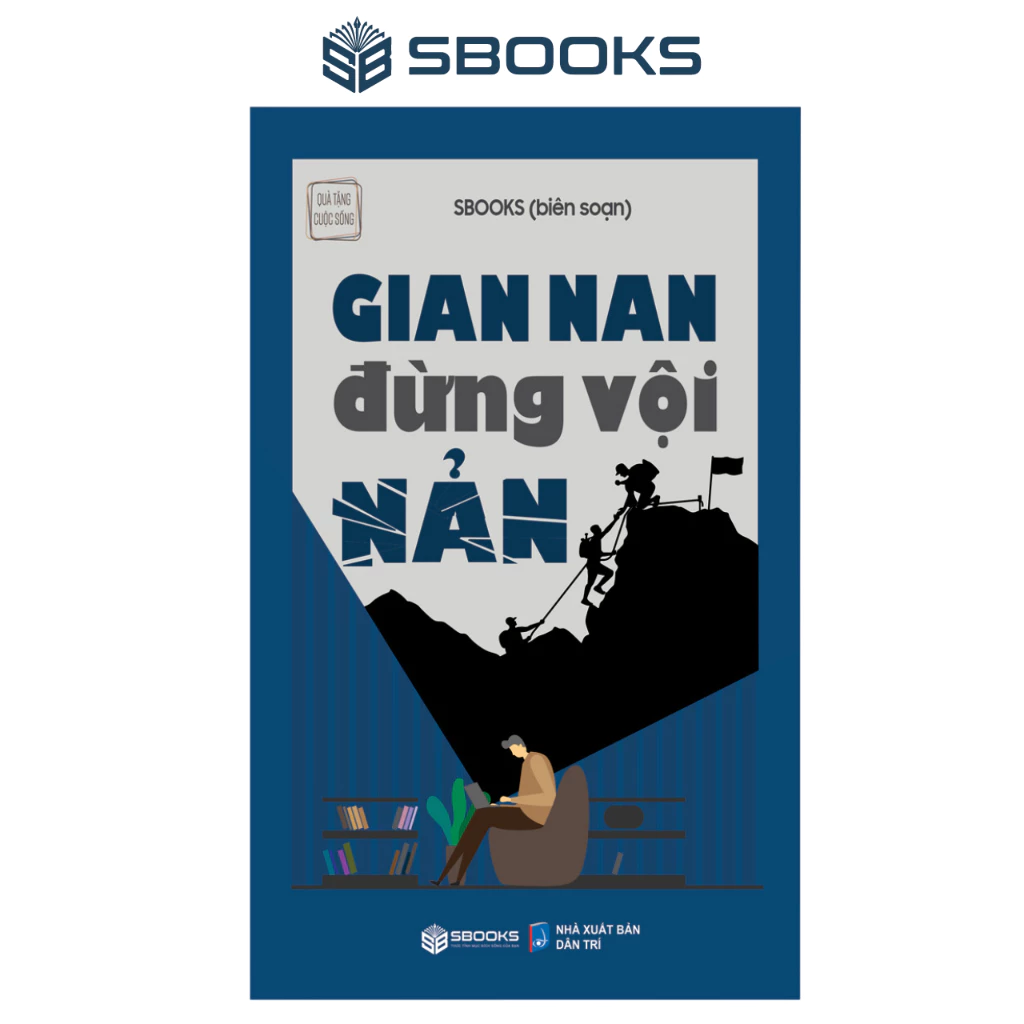 SBOOKS
QUÀ TẶNG
CUỘC SỐNG
SBOOKS (biên soạn)
GIAN NAN
đừng vội
NẢN
SBOOKS
NHÀ XUẤT BẢN
DÂN TRÍ